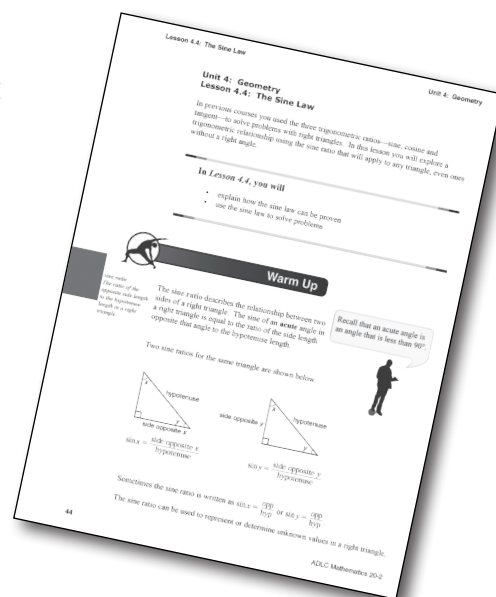 Lesson 4.4: The Sine Law
Unit 4: Geometry
Unit 4: Geometry
Lesson 4.4: The Sine Law
In previous courses you used the three trigonometric ratios—sine, cosine and
tangent—to solve problems with right triangles. In this lesson you will explore a
trigonometric relationship using the sine ratio that will apply to any triangle, even ones
without a right angle.
In Lesson 4.4, you will
• explain how the sine law can be proven
• use the sine law to solve problems
Warm Up
sine ratio
The ratio of the
opposite side length
to the hypotenuse
length in a right
triangle
The sine ratio describes the relationship between two
sides of a right triangle. The sine of an acute angle in
a right triangle is equal to the ratio of the side length
opposite that angle to the hypotenuse length.
Recall that an acute angle is
an angle that is less than 90°.
Two sine ratios for the same triangle are shown below.
x
hypotenuse
y
side opposite x
sin x = side opposite x / hypotenuse
x
side opposite y
hypotenuse
y
sin y = side opposite y / hypotenuse
Sometimes the sine ratio is written as sin x = opp / hyp or sin y = opp / hyp.
The sine ratio can be used to represent or determine unknown values in a right triangle.
44
ADLC Mathematics 20-2